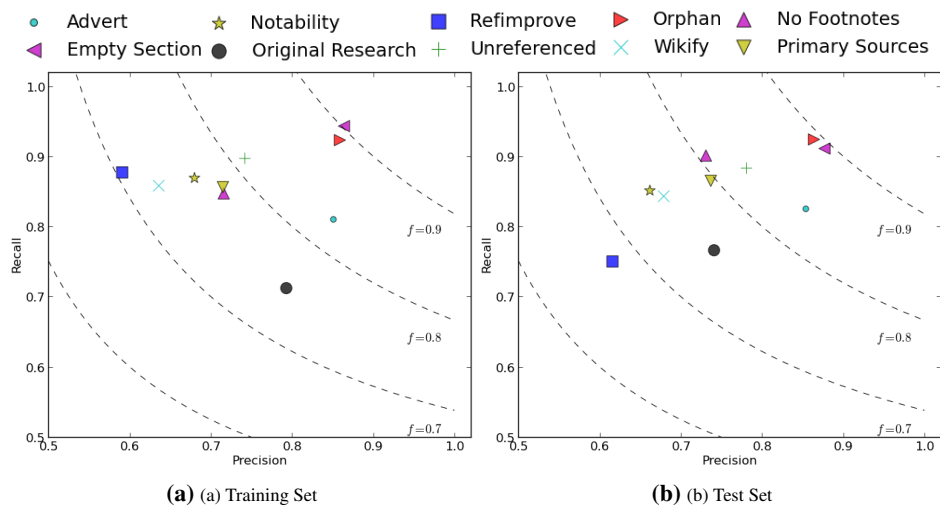 Advert Notability Refimprove Orphan No Footnotes
Empty Section Original Research Unreferenced Wikify Primary Sources
1.0
0.9
0.8
0.7
0.6
0.5
Recall
f=0.9
f=0.8
f=0.7
0.5 0.6 0.7 0.8 0.9 1.0
Precision
(a) (a) Training Set
1.0
0.9
0.8
0.7
0.6
0.5
Recall
f=0.9
f=0.8
f=0.7
0.5 0.6 0.7 0.8 0.9 1.0
Precision
(b) (b) Test Set